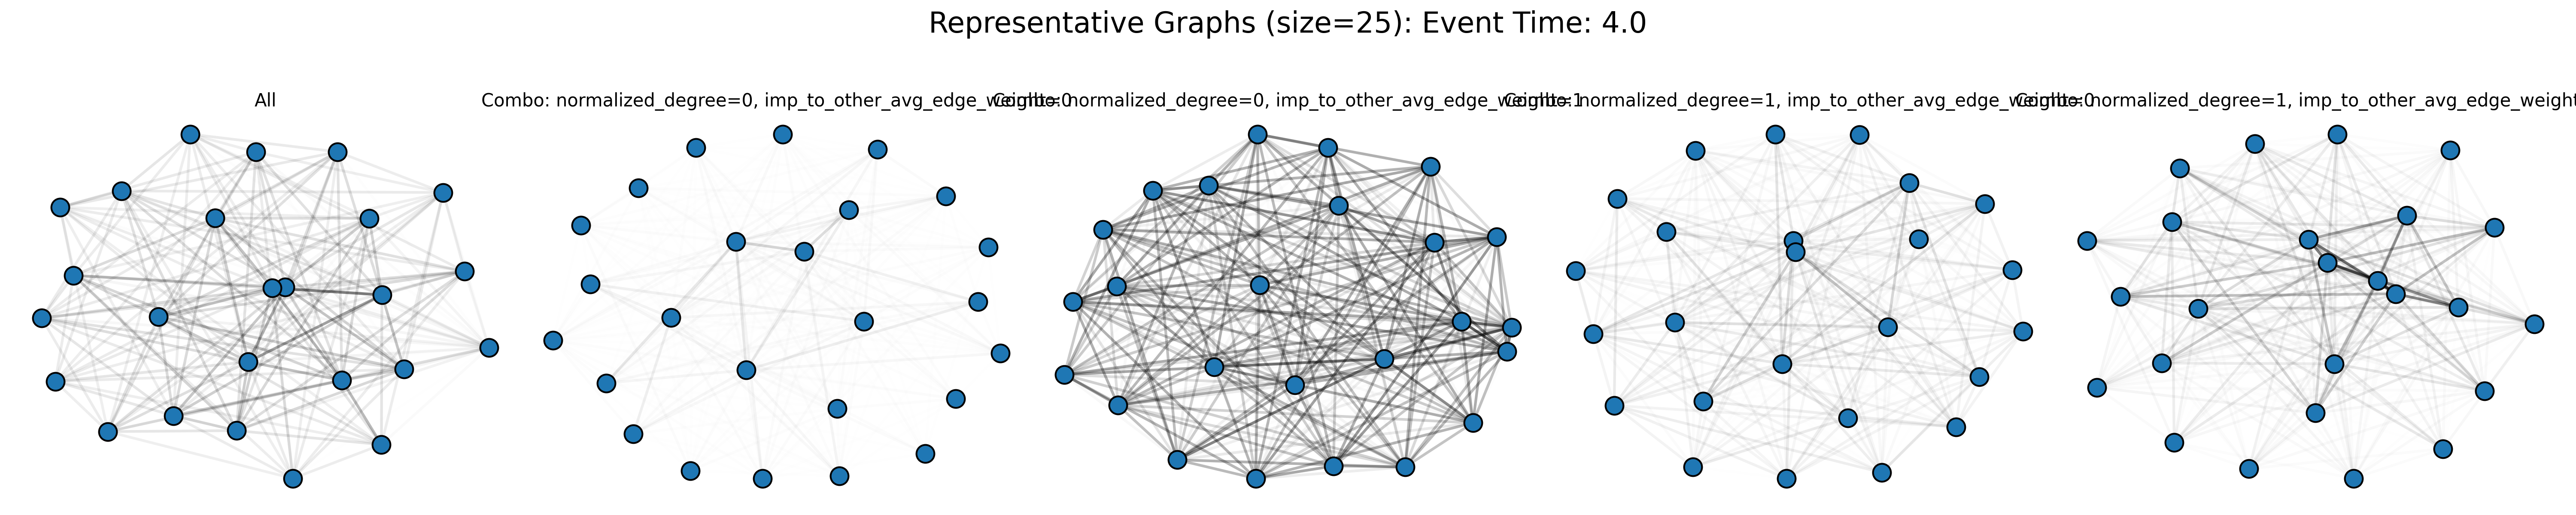 Representative Graphs (size=25): Event Time: 4.0
All
Combo: normalized_degree=0, imp_to_other_avg_edge_weight=0
Combo: normalized_degree=0, imp_to_other_avg_edge_weight=1
Combo: normalized_degree=1, imp_to_other_avg_edge_weight=0
Combo: normalized_degree=1, imp_to_other_avg_edge_weight